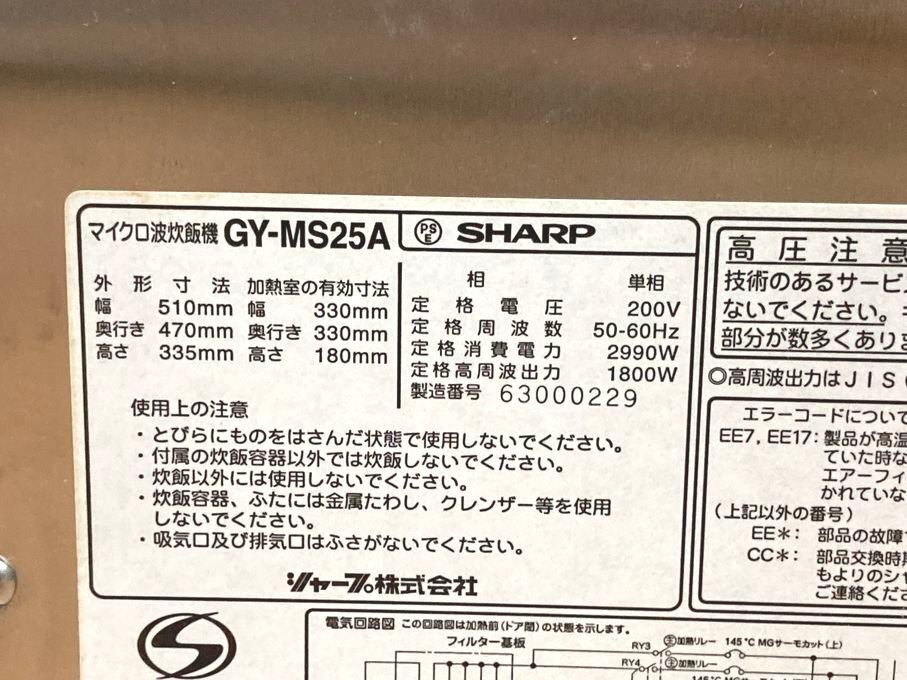 マイクロ波炊飯機 GY-MS25A
PS E SHARP
外形寸法 加熱室の有効寸法
幅 510mm 幅 330mm
奥行き 470mm 奥行き 330mm
高さ 335mm 高さ 180mm
相 単相
定格電圧 200V
定格周波数 50-60Hz
定格消費電力 2990W
定格高周波出力 1800W
製造番号 63000229
使用上の注意
・とびらにものをはさんだ状態で使用しないでください。
・付属の炊飯容器以外では炊飯しないでください。
・炊飯以外には使用しないでください。
・炊飯容器、ふたには金属たわし、クレンザー等を使用
しないでください。
・吸気口及び排気口はふさがないでください。
シャープ株式会社
高圧注意
技術のあるサービ
ないでください。
部分が数多くあり
◎高周波出力はJIS
エラーコードについて
EE7, EE17: 製品が高温
ていた時な
エアーフィ
かれていな
(上記以外の番号)
EE＊: 部品の故障
CC＊: 部品交換時期
もよりのシャ
ご連絡くださ
電気回路図 この回路図は加熱前(ドア閉)の状態を示します。
フィルター基板
RY3 主加熱リレー 145℃ MGサーモカット(上)
RY4 主加熱リレー
145℃ MGサーモカット